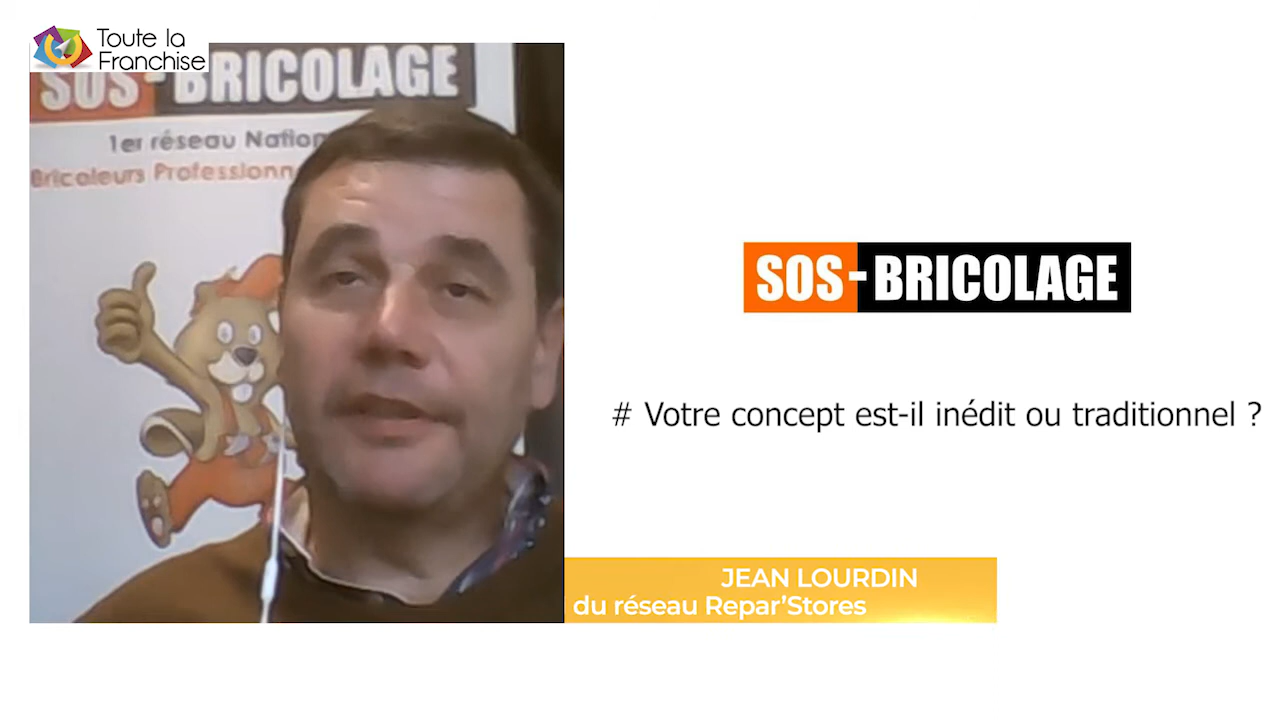 Toute la
Franchise
SOS-BRICOLAGE
1er réseau Nation
Bricoleurs Professionn
SOS-BRICOLAGE
# Votre concept est-il inédit ou traditionnel ?
JEAN LOURDIN
du réseau Repar'Stores